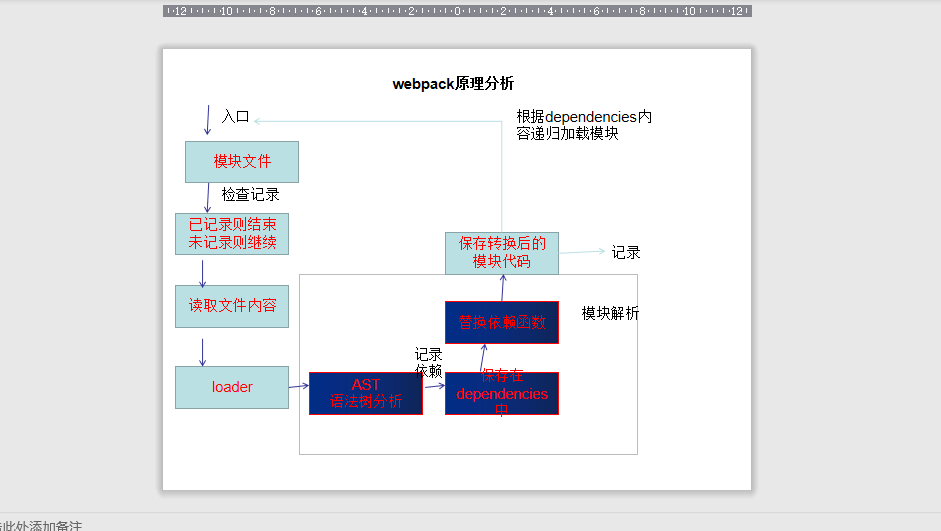 12 10 8 6 4 2 0 2 4 6 8 10 12
webpack原理分析
入口
根据dependencies内
容递归加载模块
模块文件
检查记录
已记录则结束
未记录则继续
保存转换后的
模块代码
记录
读取文件内容
替换依赖函数
模块解析
记录
依赖
loader
AST
语法树分析
保存在
dependencies
中
击此处添加备注